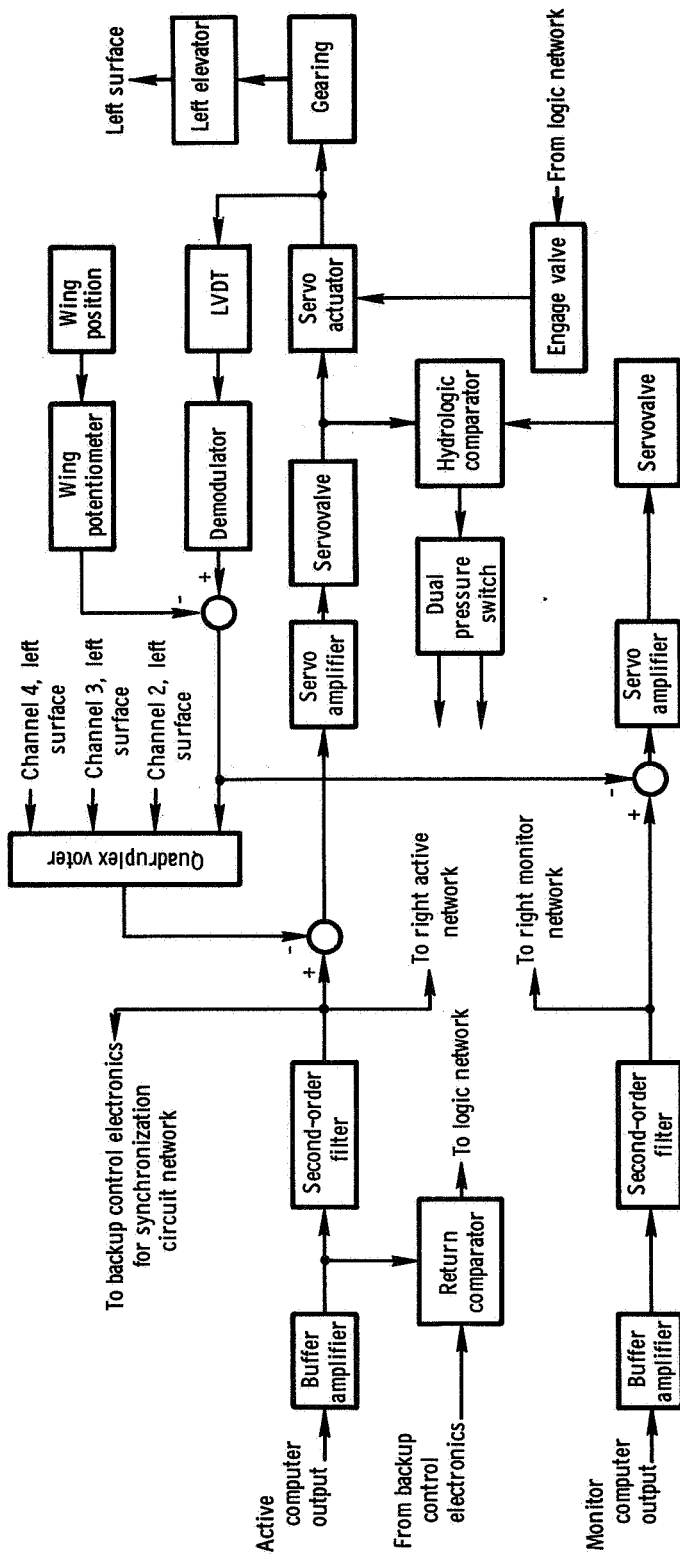 Active
computer
output
Buffer
amplifier
Second-order
filter
To backup control electronics
for synchronization
circuit network
To right active
network
From backup
control
electronics
Return
comparator
To logic network
+
-
Quadruplex voter
Channel 4, left
surface
Channel 3, left
surface
Channel 2, left
surface
-
+
Wing
potentiometer
Wing
position
Demodulator
LVDT
Servo
amplifier
Servovalve
Servo
actuator
Gearing
Left elevator
Left surface
Dual
pressure
switch
Hydrologic
comparator
Engage valve
From logic network
Monitor
computer
output
Buffer
amplifier
Second-order
filter
To right monitor
network
+
-
Servo
amplifier
Servovalve